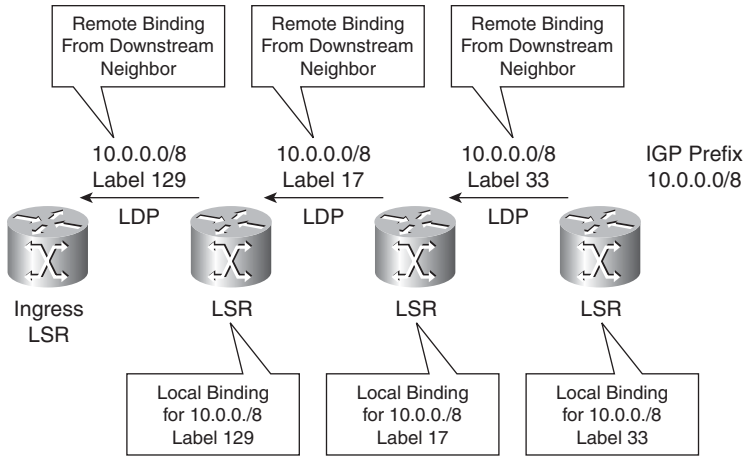 Remote Binding
From Downstream
Neighbor
Remote Binding
From Downstream
Neighbor
Remote Binding
From Downstream
Neighbor
10.0.0.0/8
Label 129
10.0.0.0/8
Label 17
10.0.0.0/8
Label 33
IGP Prefix
10.0.0.0/8
LDP
LDP
LDP
Ingress
LSR
LSR
LSR
LSR
Local Binding
for 10.0.0./8
Label 129
Local Binding
for 10.0.0./8
Label 17
Local Binding
for 10.0.0./8
Label 33